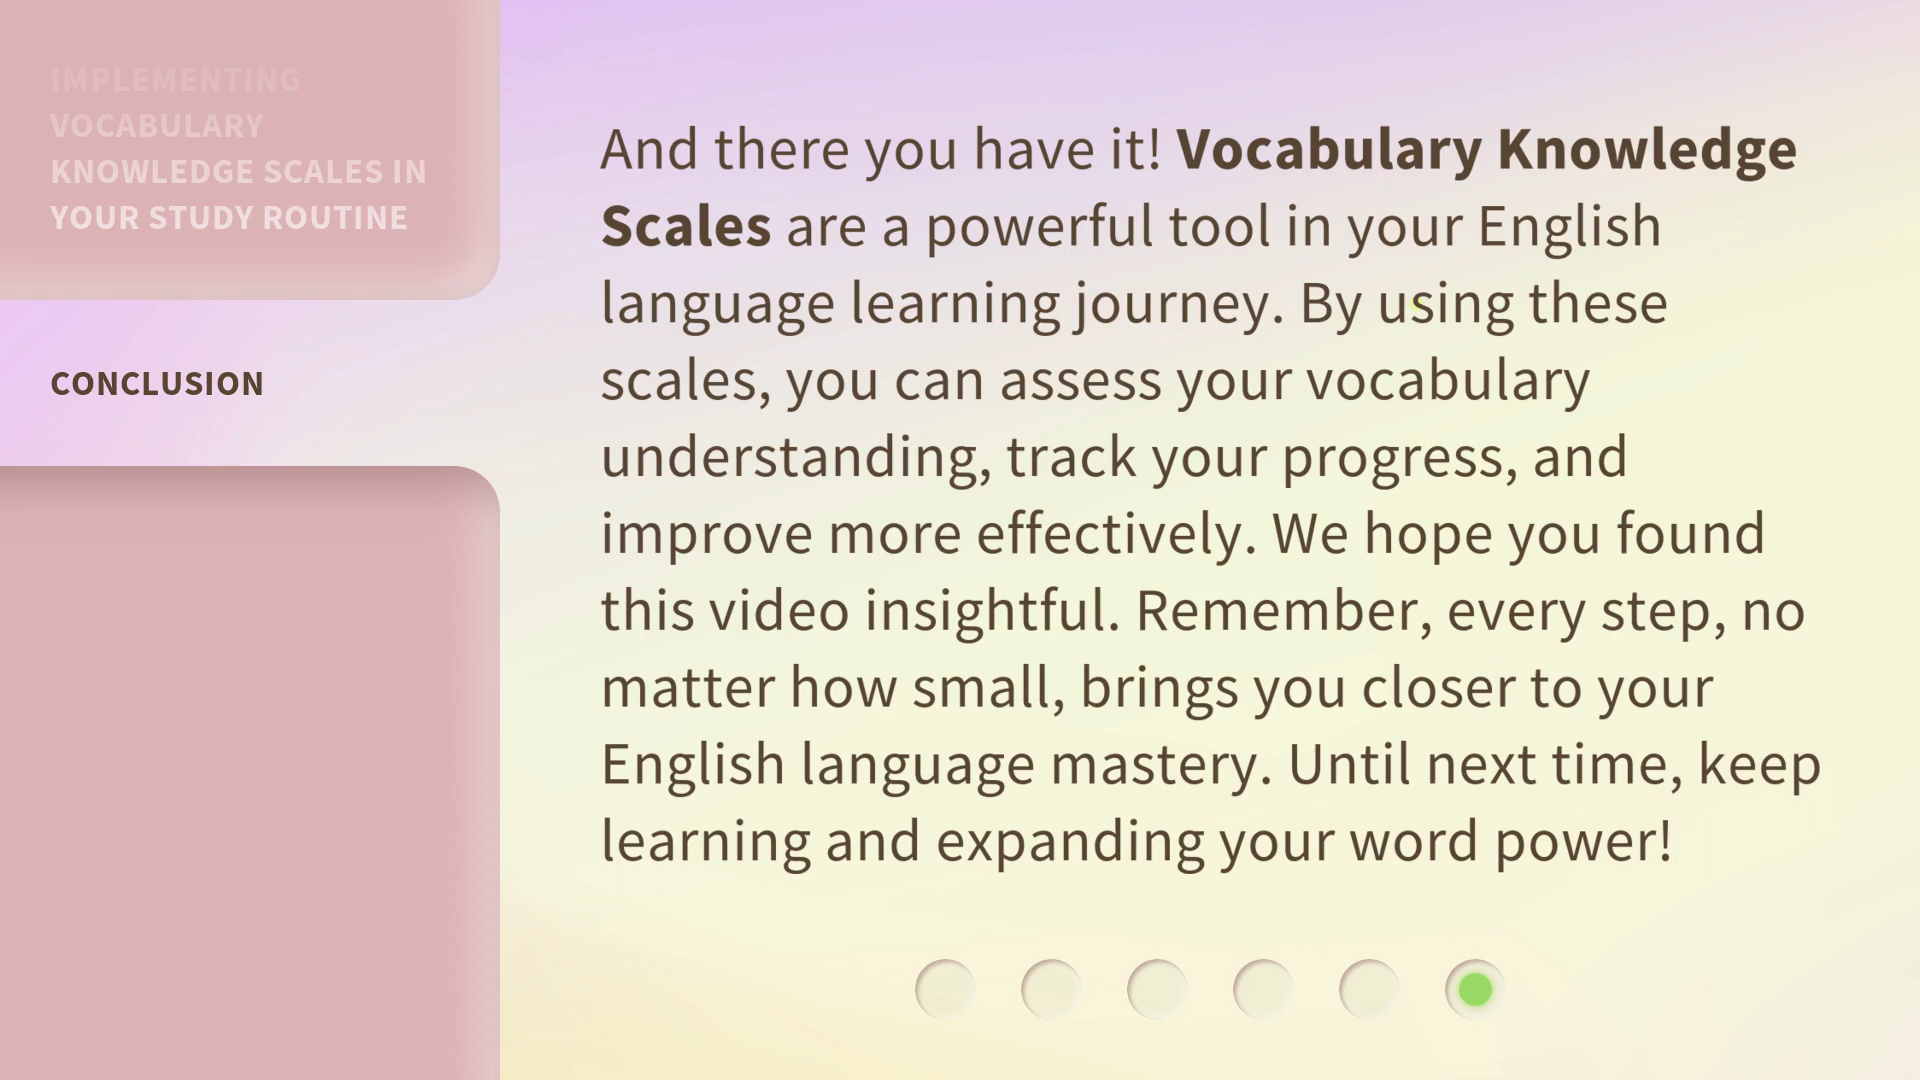 IMPLEMENTING
VOCABULARY
KNOWLEDGE SCALES IN
YOUR STUDY ROUTINE
CONCLUSION
And there you have it! Vocabulary Knowledge
Scales are a powerful tool in your English
language learning journey. By using these
scales, you can assess your vocabulary
understanding, track your progress, and
improve more effectively. We hope you found
this video insightful. Remember, every step, no
matter how small, brings you closer to your
English language mastery. Until next time, keep
learning and expanding your word power!